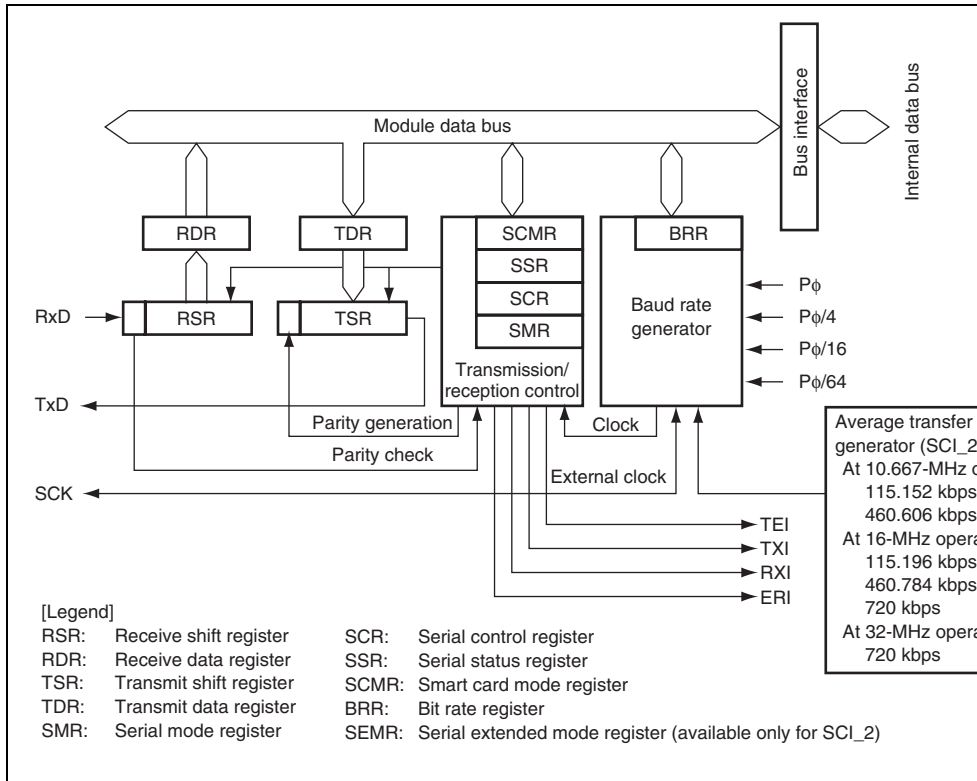 Module data bus
Bus interface
Internal data bus
RDR
TDR
SCMR
BRR
SSR
SCR
SMR
RxD
RSR
TSR
Baud rate
generator
Pϕ
Pϕ/4
Pϕ/16
Pϕ/64
Transmission/
reception control
TxD
Parity generation
Clock
Parity check
SCK
External clock
TEI
TXI
RXI
ERI
Average transfer
generator (SCI_2
At 10.667-MHz
115.152 kbps
460.606 kbps
At 16-MHz
115.196 kbps
460.784 kbps
720 kbps
At 32-MHz
720 kbps
[Legend]
RSR: Receive shift register
RDR: Receive data register
TSR: Transmit shift register
TDR: Transmit data register
SMR: Serial mode register
SCR: Serial control register
SSR: Serial status register
SCMR: Smart card mode register
BRR: Bit rate register
SEMR: Serial extended mode register (available only for SCI_2)